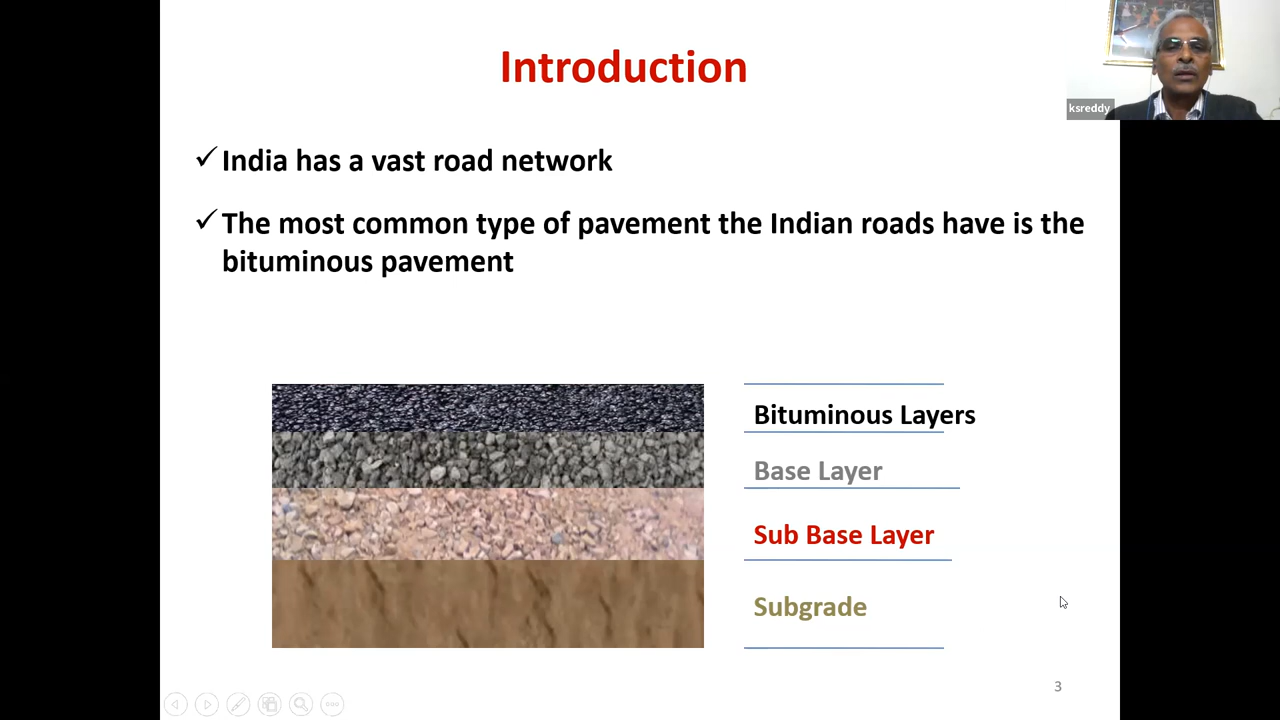 Introduction
ksreddy
✓ India has a vast road network
✓ The most common type of pavement the Indian roads have is the
bituminous pavement
Bituminous Layers
Base Layer
Sub Base Layer
Subgrade
3